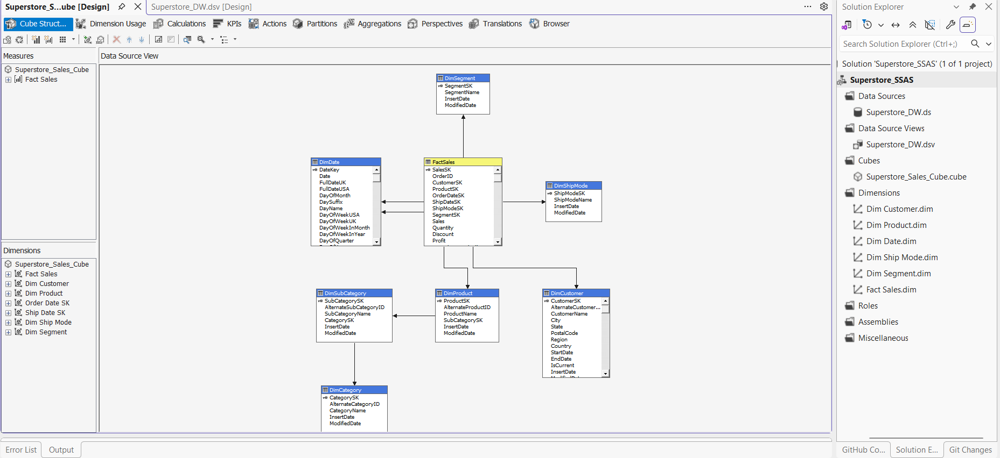 Superstore_S...ube [Design]
Superstore_DW.dsv [Design]
Cube Struct...
Dimension Usage
Calculations
KPIs
Actions
Partitions
Aggregations
Perspectives
Translations
Browser
Measures
Superstore_Sales_Cube
Fact Sales
Dimensions
Superstore_Sales_Cube
Fact Sales
Dim Customer
Dim Product
Order Date SK
Ship Date SK
Dim Ship Mode
Dim Segment
Data Source View
DimSegment
SegmentSK
SegmentName
InsertDate
ModifiedDate
DimDate
DateKey
Date
FullDateUK
FullDateUSA
DayOfMonth
DaySuffix
DayName
DayOfWeekUSA
DayOfWeekUK
DayOfWeekInMonth
DayOfWeekInYear
DayOfQuarter
FactSales
SalesSK
OrderID
CustomerSK
ProductSK
OrderDateSK
ShipDateSK
ShipModeSK
SegmentSK
Sales
Quantity
Discount
Profit
DimShipMode
ShipModeSK
ShipModeName
InsertDate
ModifiedDate
DimSubCategory
SubCategorySK
AlternateSubCategoryID
SubCategoryName
CategorySK
InsertDate
ModifiedDate
DimProduct
ProductSK
AlternateProductID
ProductName
SubCategorySK
InsertDate
ModifiedDate
DimCustomer
CustomerSK
AlternateCustomer...
CustomerName
City
State
PostalCode
Region
Country
StartDate
EndDate
IsCurrent
InsertDate
DimCategory
CategorySK
AlternateCategoryID
CategoryName
InsertDate
ModifiedDate
Error List
Output
Solution Explorer
Search Solution Explorer (Ctrl+;)
Solution 'Superstore_SSAS' (1 of 1 project)
Superstore_SSAS
Data Sources
Superstore_DW.ds
Data Source Views
Superstore_DW.dsv
Cubes
Superstore_Sales_Cube.cube
Dimensions
Dim Customer.dim
Dim Product.dim
Dim Date.dim
Dim Ship Mode.dim
Dim Segment.dim
Fact Sales.dim
Roles
Assemblies
Miscellaneous
GitHub Co...
Solution E...
Git Changes